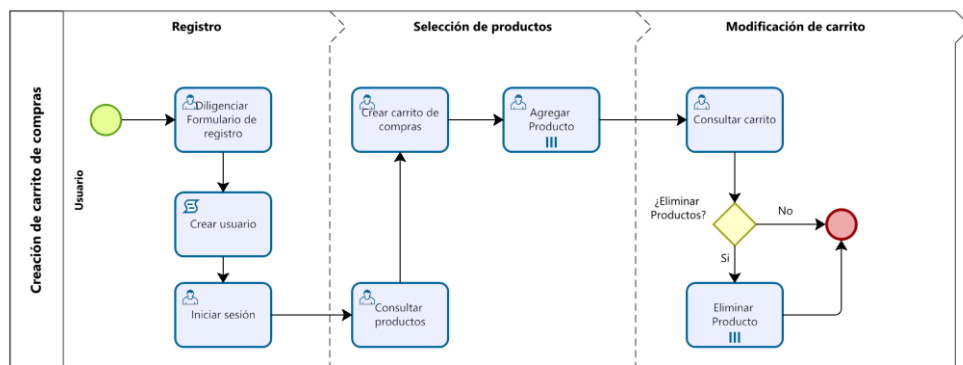 Registro
Selección de productos
Modificación de carrito
Creación de carrito de compras
Usuario
Diligenciar
Formulario de
registro
Crear usuario
Iniciar sesión
Crear carrito de
compras
Agregar
Producto
Consultar
productos
Consultar carrito
¿Eliminar
Productos?
No
Si
Eliminar
Producto